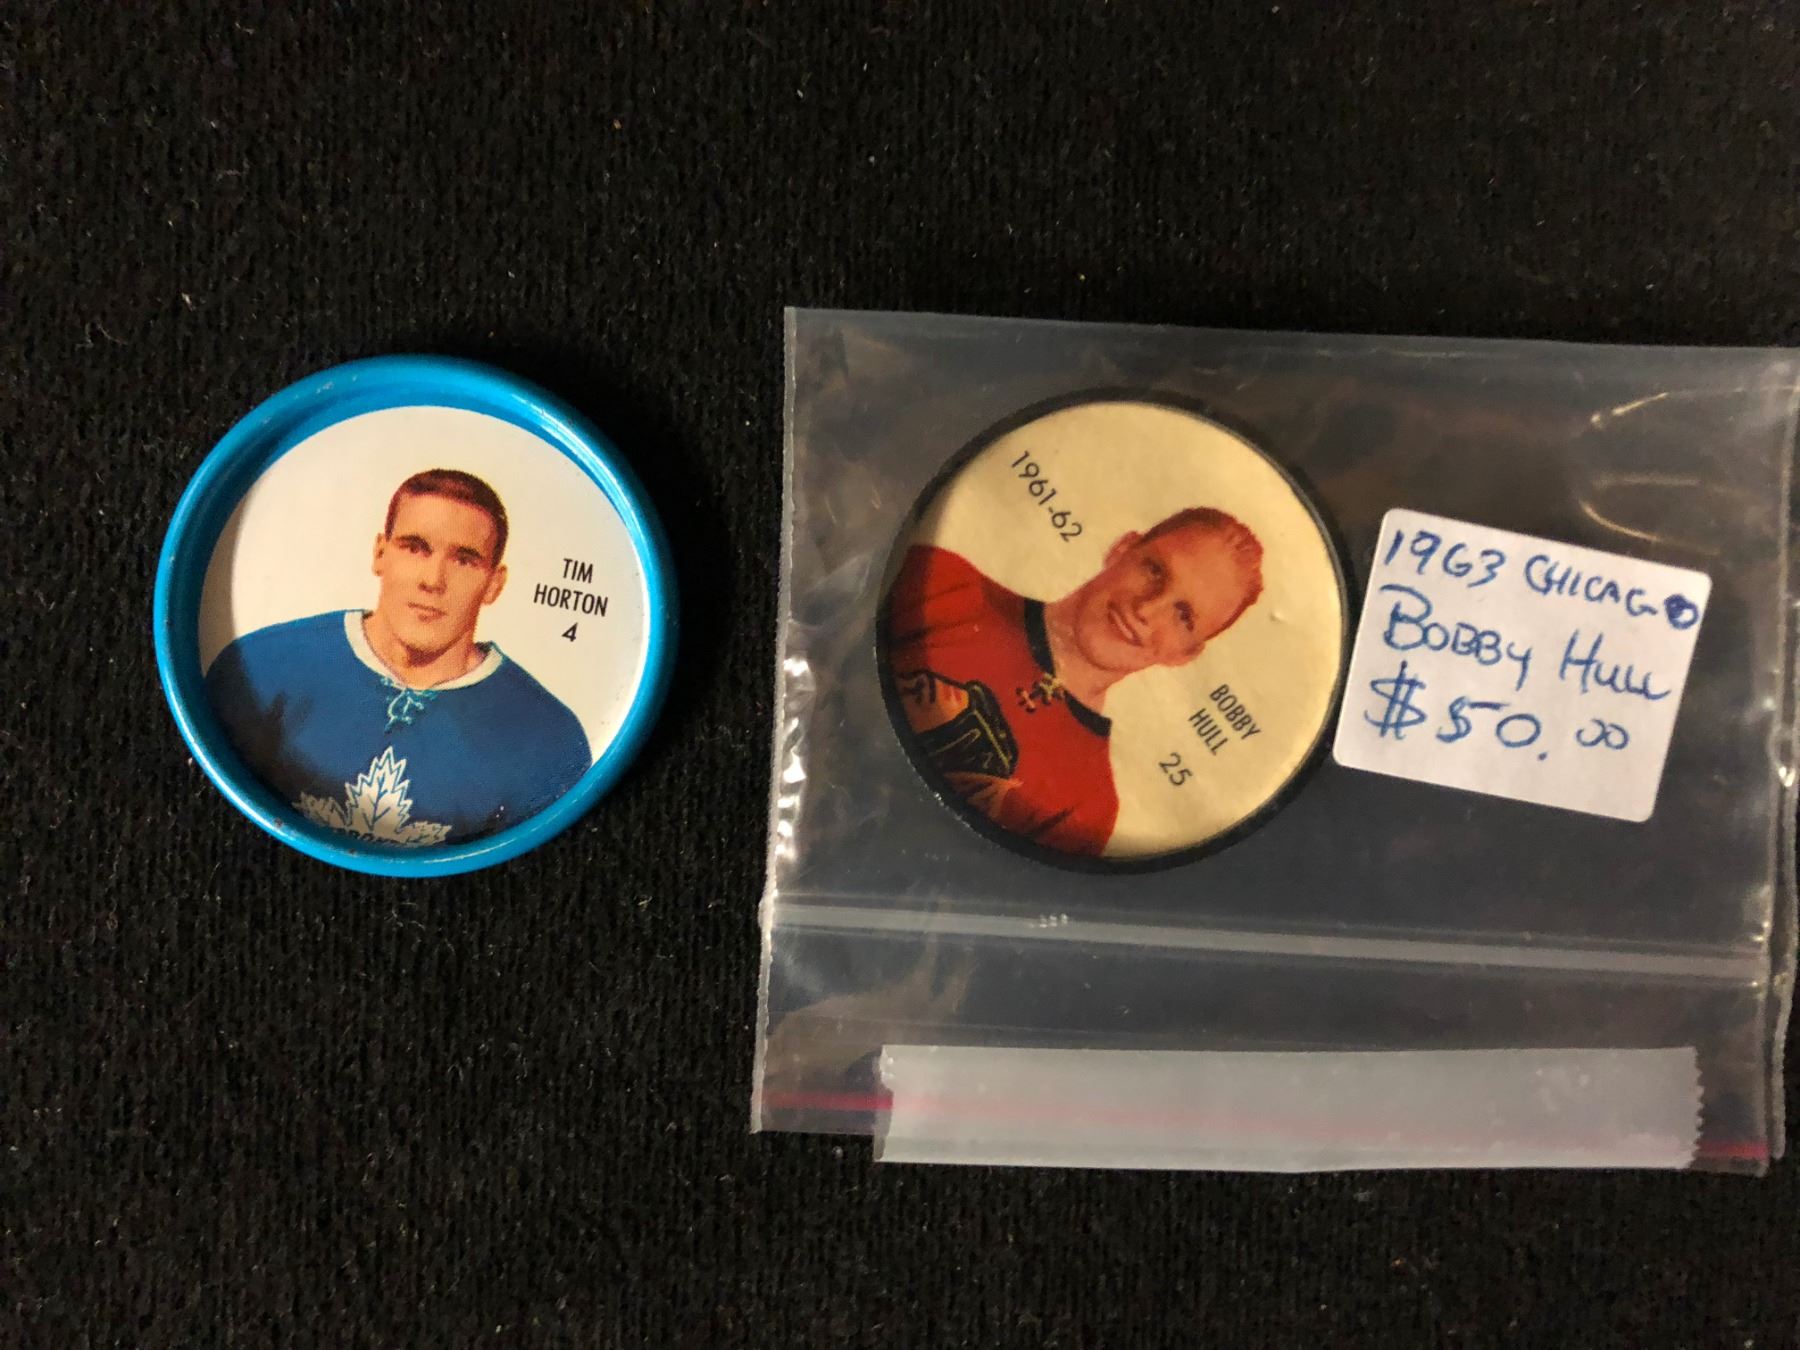 TIM
HORTON
4
1961-62
BOBBY
HULL
25
1963 CHICAGO
BOBBY HULL
$50.00